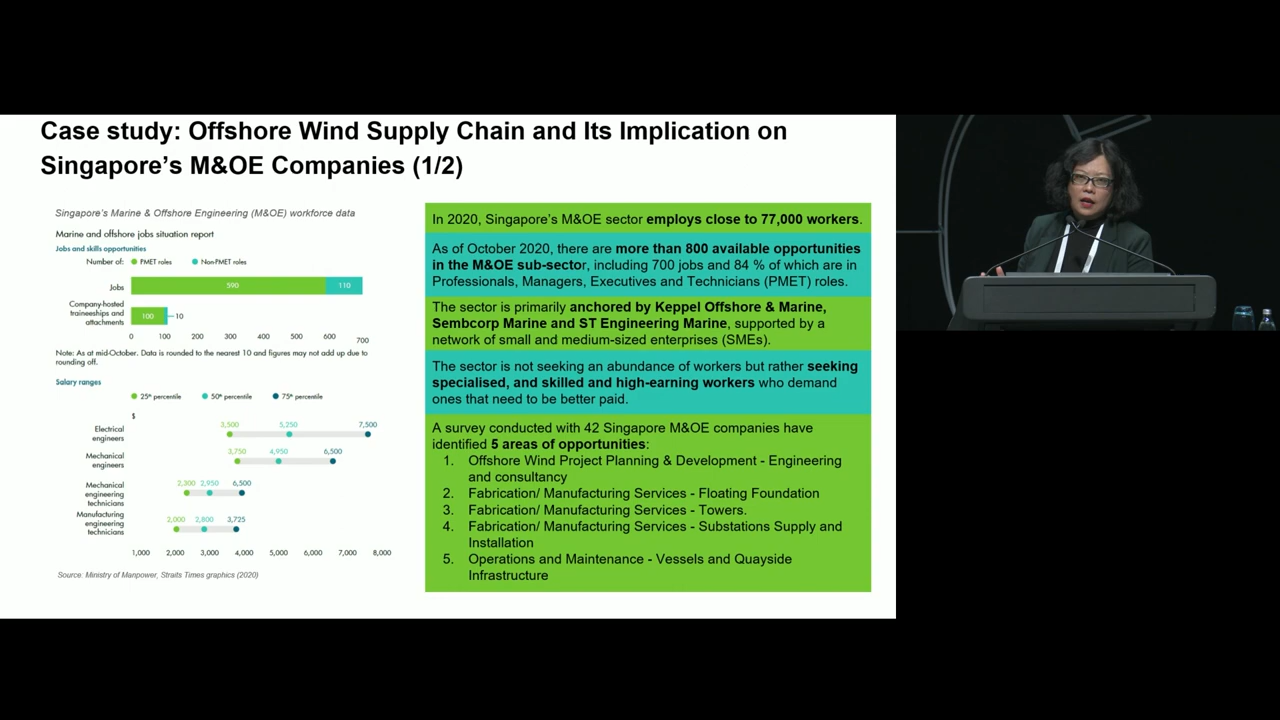 Case study: Offshore Wind Supply Chain and Its Implication on
Singapore’s M&OE Companies (1/2)
Singapore’s Marine & Offshore Engineering (M&OE) workforce data
Marine and offshore jobs situation report
Jobs and skills opportunities
Number of: PMET roles Non-PMET roles
Jobs 590 110
Company-hosted
traineeships and
attachments
100 10
0 100 200 300 400 500 600 700
Note: As at mid-October. Data is rounded to the nearest 10 and figures may not add up due to
rounding off.
Salary ranges
25th percentile 50th percentile 75th percentile
$
Electrical
engineers
3,500 5,250 7,500
Mechanical
engineers
3,750 4,950 6,500
Mechanical
engineering
technicians
2,300 2,950 6,500
Manufacturing
engineering
technicians
2,000 2,800 3,725
1,000 2,000 3,000 4,000 5,000 6,000 7,000 8,000
Source: Ministry of Manpower, Straits Times graphics (2020)
In 2020, Singapore’s M&OE sector employs close to 77,000 workers.
As of October 2020, there are more than 800 available opportunities
in the M&OE sub-sector, including 700 jobs and 84 % of which are in
Professionals, Managers, Executives and Technicians (PMET) roles.
The sector is primarily anchored by Keppel Offshore & Marine,
Sembcorp Marine and ST Engineering Marine, supported by a
network of small and medium-sized enterprises (SMEs).
The sector is not seeking an abundance of workers but rather seeking
specialised, and skilled and high-earning workers who demand
ones that need to be better paid.
A survey conducted with 42 Singapore M&OE companies have
identified 5 areas of opportunities:
1. Offshore Wind Project Planning & Development - Engineering
and consultancy
2. Fabrication/ Manufacturing Services - Floating Foundation
3. Fabrication/ Manufacturing Services - Towers.
4. Fabrication/ Manufacturing Services - Substations Supply and
Installation
5. Operations and Maintenance - Vessels and Quayside
Infrastructure